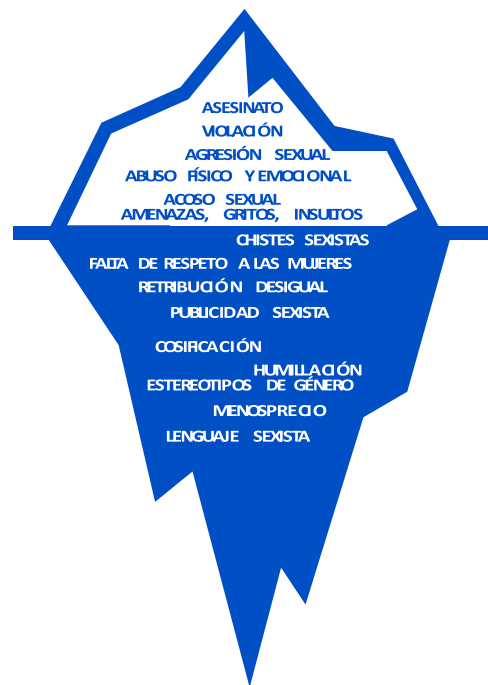 ASESINATO
VIOLACIÓN
AGRESIÓN SEXUAL
ABUSO FÍSICO Y EMOCIONAL
ACOSO SEXUAL
AMENAZAS, GRITOS, INSULTOS
CHISTES SEXISTAS
FALTA DE RESPETO A LAS MUJERES
RETRIBUCIÓN DESIGUAL
PUBLICIDAD SEXISTA
COSIFICACIÓN
HUMILLACIÓN
ESTEREOTIPOS DE GÉNERO
MENOSPRECIO
LENGUAJE SEXISTA